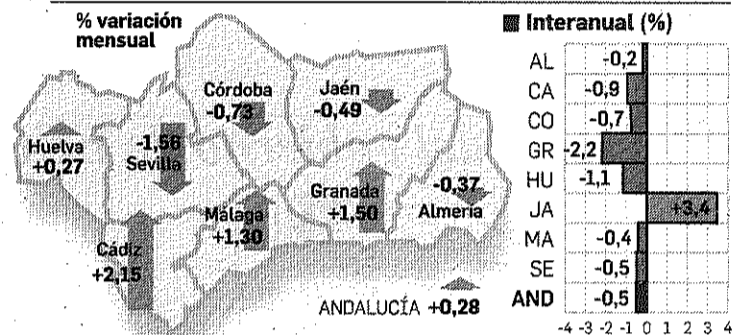 % variación
mensual
Córdoba
-0,73
Jaén
-0,49
Huelva
+0,27
-1,56
Sevilla
Granada
+1,50
-0,37
Almería
Málaga
+1,30
Cádiz
+2,15
ANDALUCÍA +0,28
Interanual (%)
AL -0,2
CA -0,9
CO -0,7
GR -2,2
HU -1,1
JA +3,4
MA -0,4
SE -0,5
AND -0,5
-4 -3 -2 -1 0 1 2 3 4